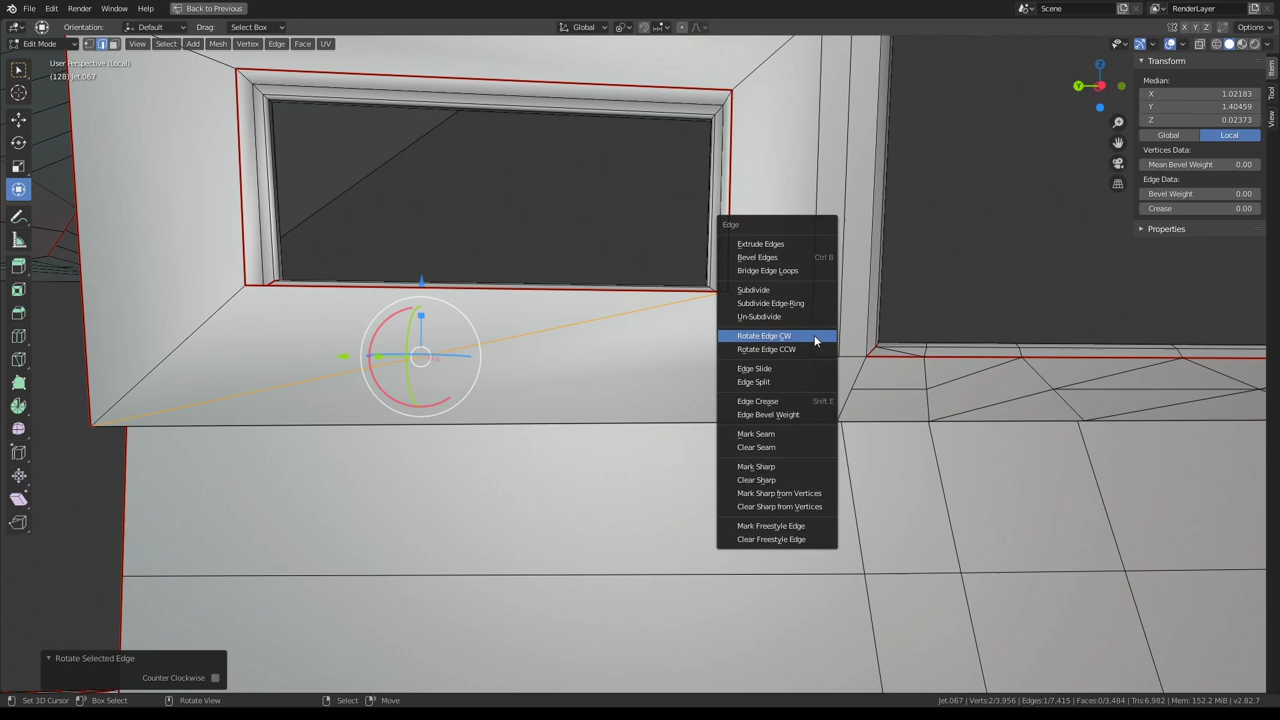 File Edit Render Window Help Back to Previous Scene RenderLayer
Orientation: Default Drag: Select Box Global X Y Z Options
Edit Mode View Select Add Mesh Vertex Edge Face UV
User Perspective (Local)
(128) Jet.067
Z
Y
Transform
Median:
X 1.02183
Y 1.40459
Z 0.02373
Global Local
Vertices Data:
Mean Bevel Weight 0.00
Edge Data:
Bevel Weight 0.00
Crease 0.00
Properties
Item
Tool
View
Edge
Extrude Edges
Bevel Edges Ctrl B
Bridge Edge Loops
Subdivide
Subdivide Edge-Ring
Un-Subdivide
Rotate Edge CW
Rotate Edge CCW
Edge Slide
Edge Split
Edge Crease Shift E
Edge Bevel Weight
Mark Seam
Clear Seam
Mark Sharp
Clear Sharp
Mark Sharp from Vertices
Clear Sharp from Vertices
Mark Freestyle Edge
Clear Freestyle Edge
Rotate Selected Edge
Counter Clockwise
Set 3D Cursor Box Select Rotate View Select Move Jet.067 | Verts:2/3,956 | Edges:1/7,415 | Faces:0/3,484 | Tris:6,982 | Mem: 152.2 MiB | v2.82.7